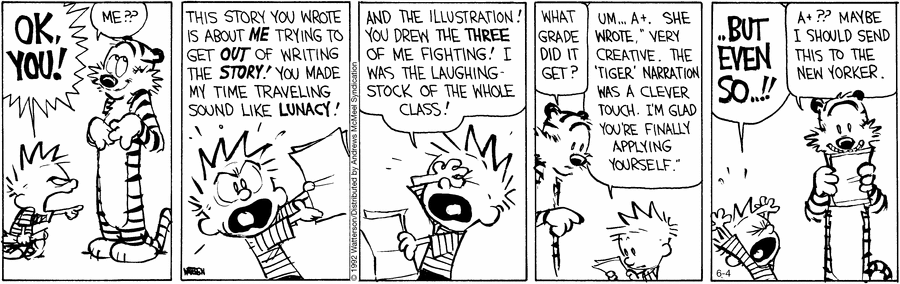 OK,
YOU!
ME??
THIS STORY YOU WROTE
IS ABOUT ME TRYING TO
GET OUT OF WRITING
THE STORY! YOU MADE
MY TIME TRAVELING
SOUND LIKE LUNACY!
WATTERSON
© 1992 Watterson/Distributed by Andrews McMeel Syndication
AND THE ILLUSTRATION!
YOU DREW THE THREE
OF ME FIGHTING! I
WAS THE LAUGHING-
STOCK OF THE WHOLE
CLASS!
WHAT
GRADE
DID IT
GET?
UM... A+. SHE
WROTE, "VERY
CREATIVE. THE
'TIGER' NARRATION
WAS A CLEVER
TOUCH. I'M GLAD
YOU'RE FINALLY
APPLYING
YOURSELF."
..BUT
EVEN
SO..!!
6-4
A+?? MAYBE
I SHOULD SEND
THIS TO THE
NEW YORKER.